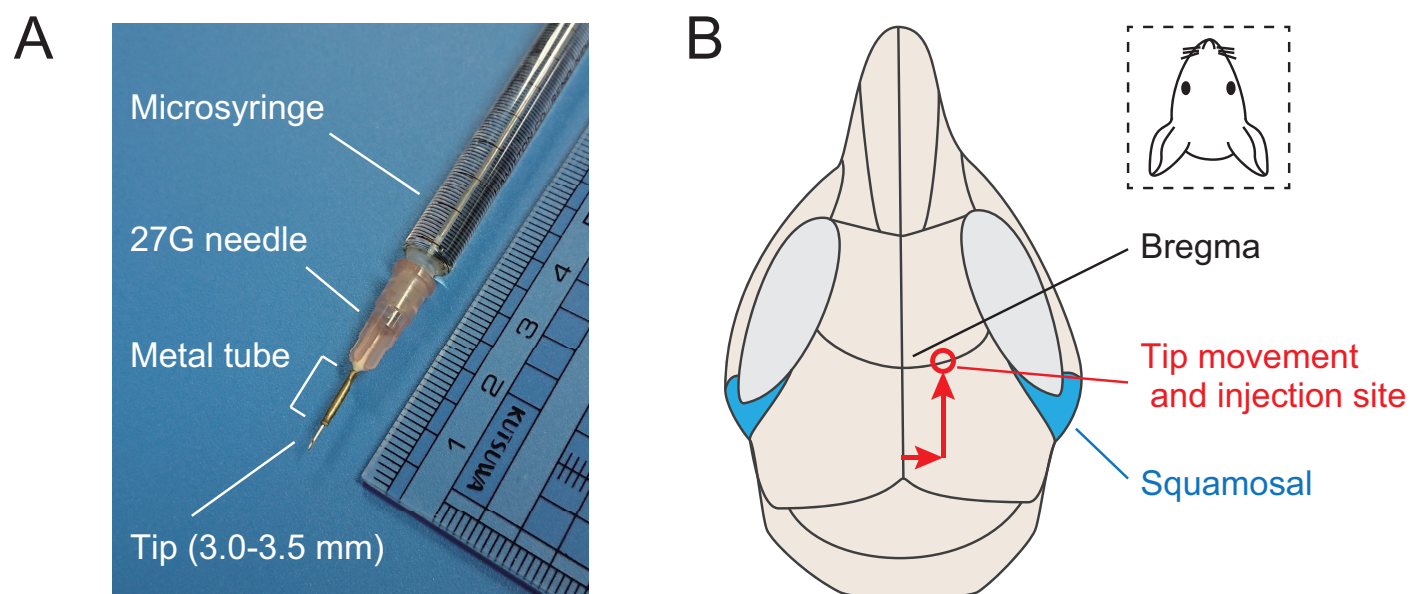 A
Microsyringe
27G needle
Metal tube
Tip (3.0-3.5 mm)
1
2
3
4
KUTSUWA
B
Bregma
Tip movement
and injection site
Squamosal